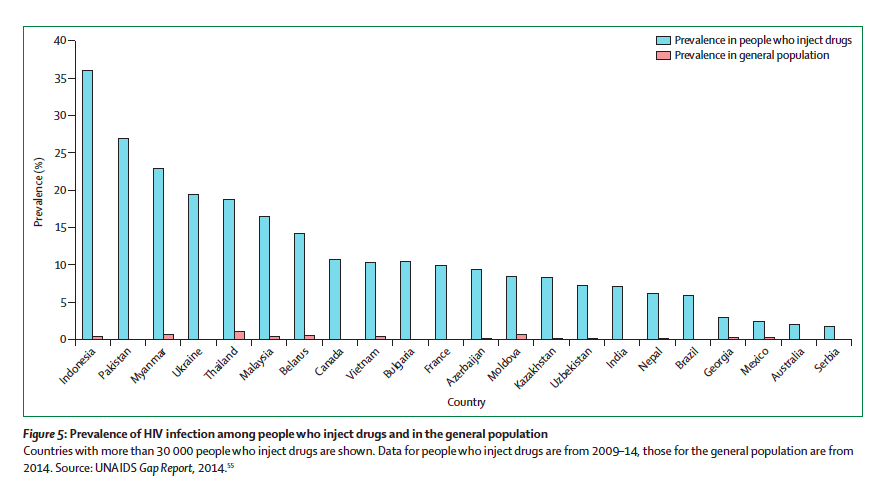 40
35
30
25
20
15
10
5
0
Prevalence (%)
Prevalence in people who inject drugs
Prevalence in general population
Indonesia
Pakistan
Myanmar
Ukraine
Thailand
Malaysia
Belarus
Canada
Vietnam
Bulgaria
France
Azerbaijan
Moldova
Kazakhstan
Uzbekistan
India
Nepal
Brazil
Georgia
Mexico
Australia
Serbia
Country
Figure 5: Prevalence of HIV infection among people who inject drugs and in the general population
Countries with more than 30 000 people who inject drugs are shown. Data for people who inject drugs are from 2009–14, those for the general population are from
2014. Source: UNAIDS Gap Report, 2014.⁵⁵